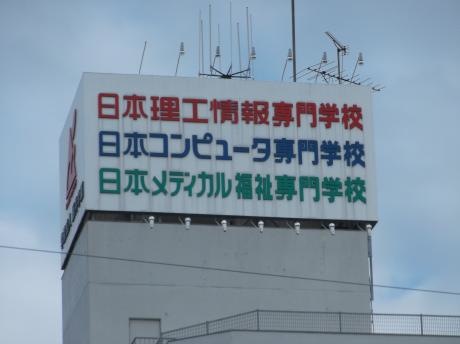 日本理工情報専門学校
日本コンピュータ専門学校
日本メディカル福祉専門学校